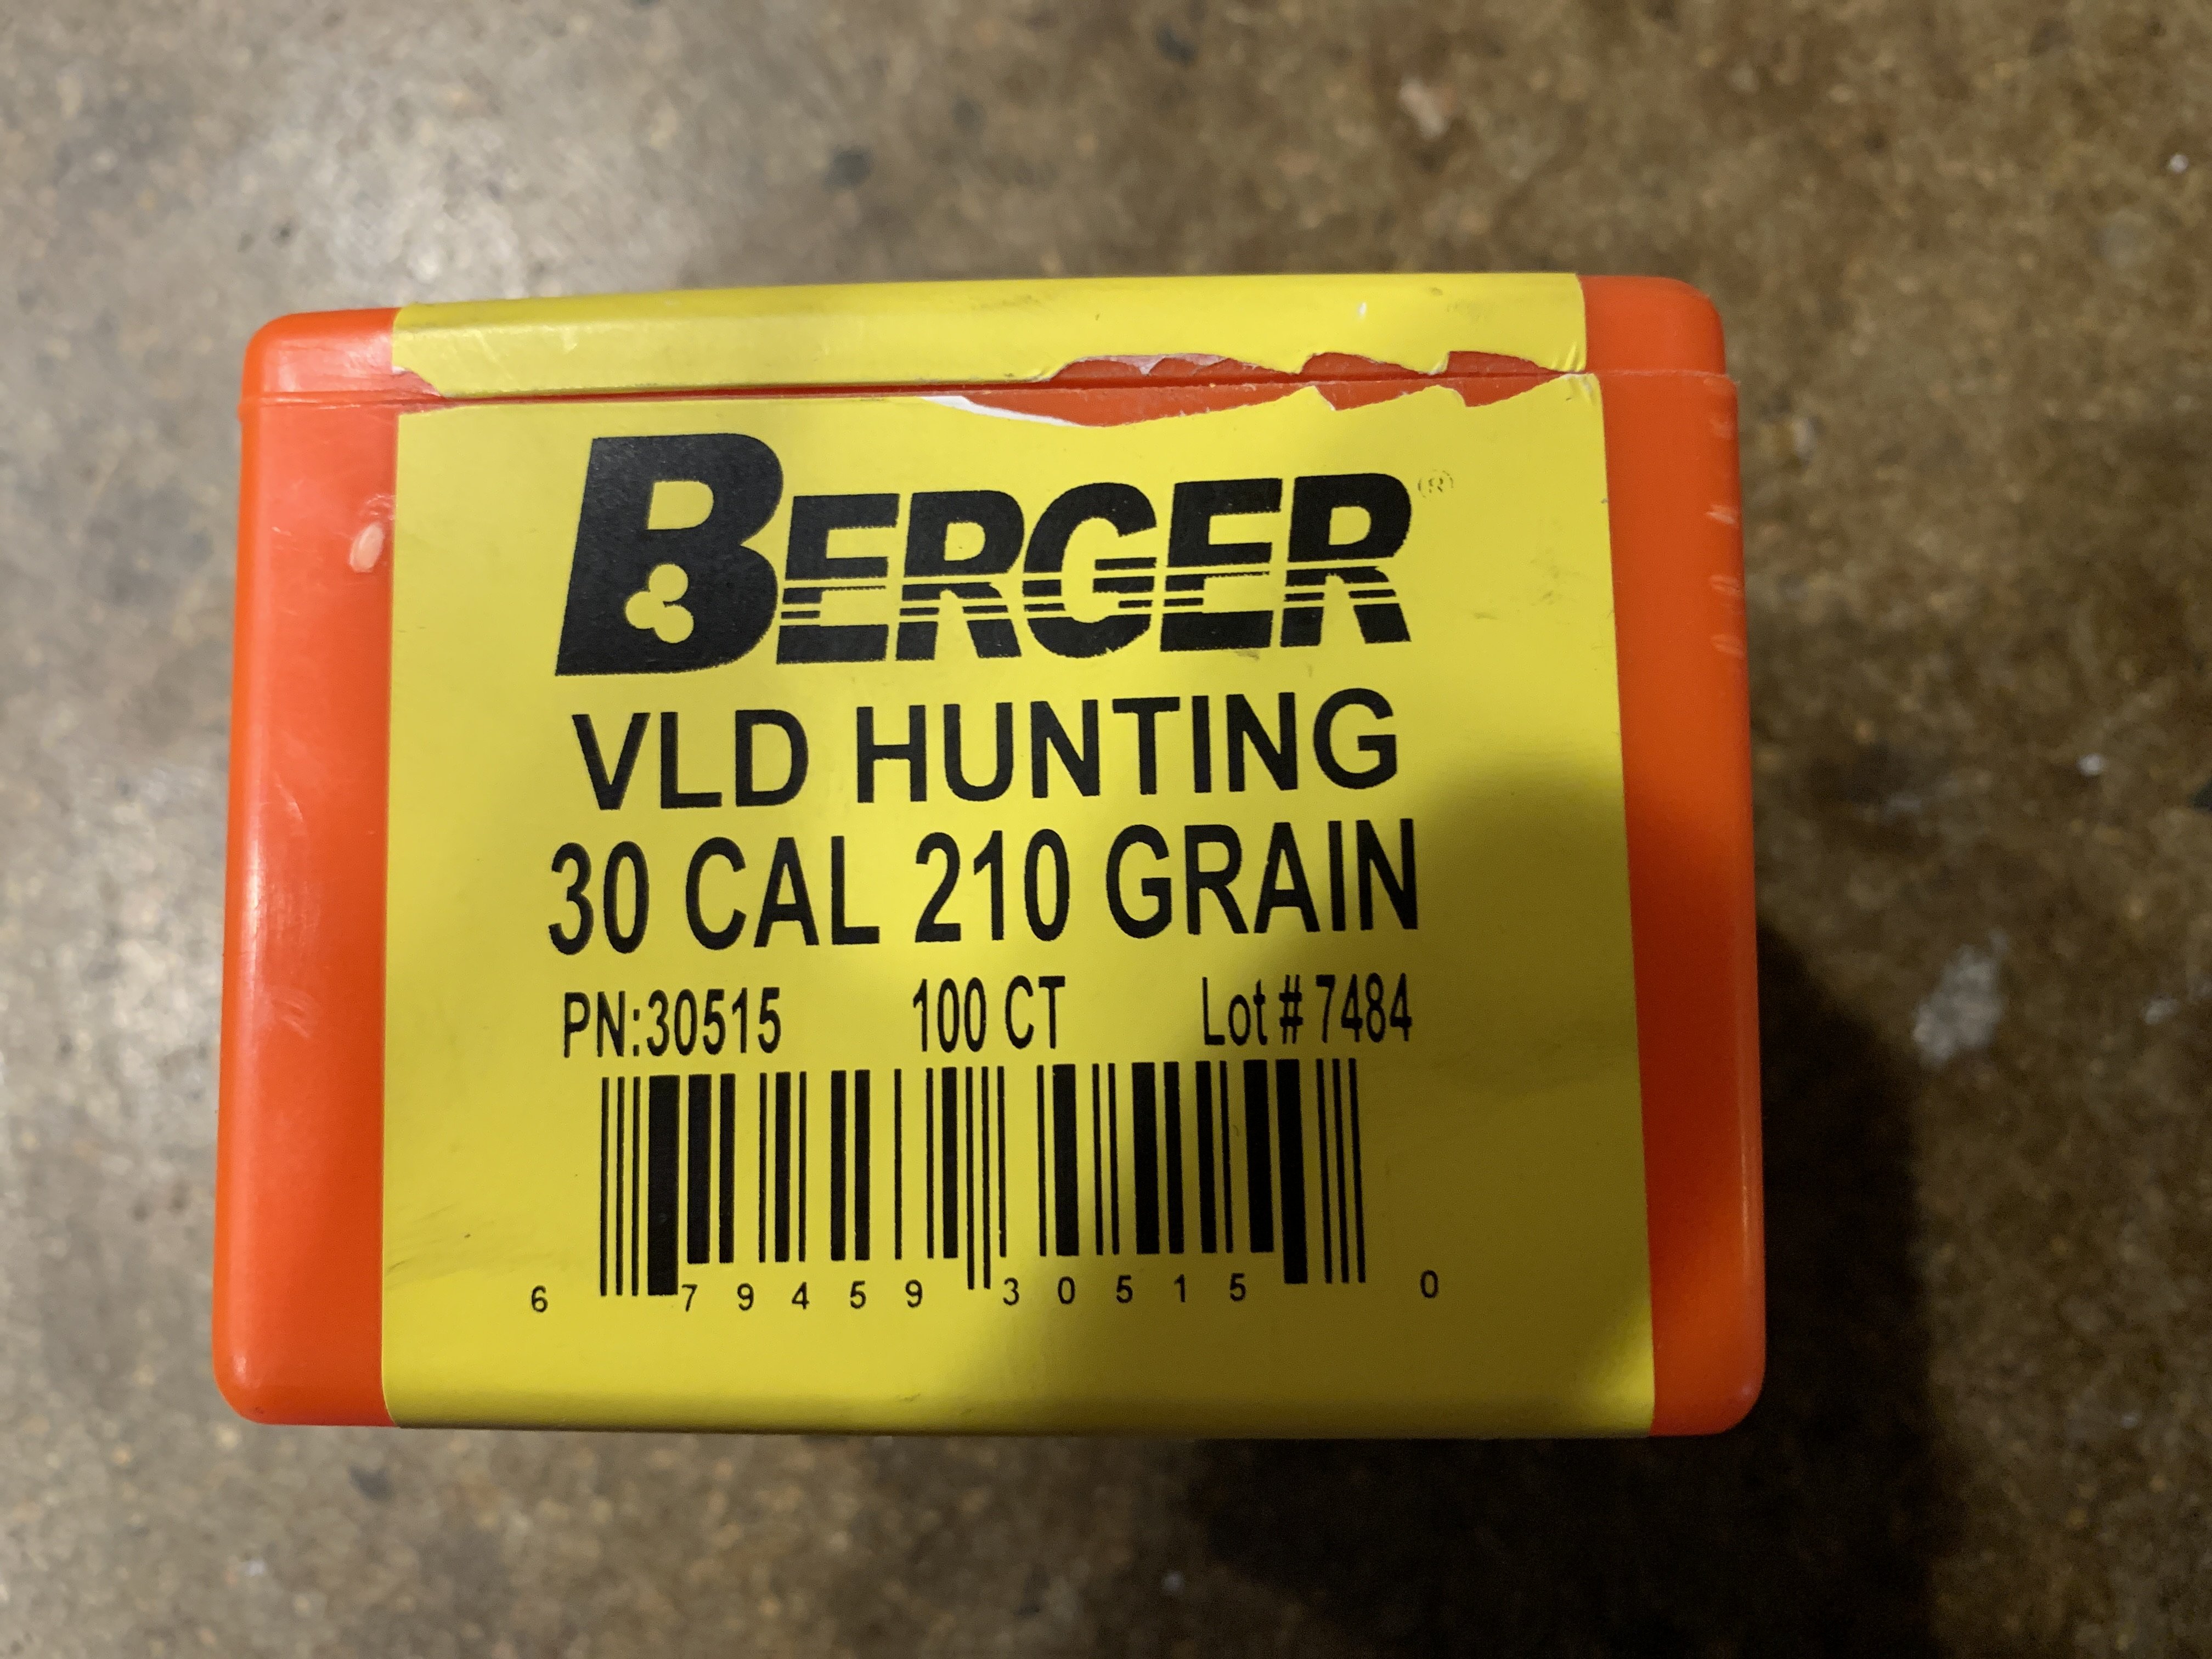 BERGER®
VLD HUNTING
30 CAL 210 GRAIN
PN:30515 100 CT Lot # 7484
6 79459 30515 0